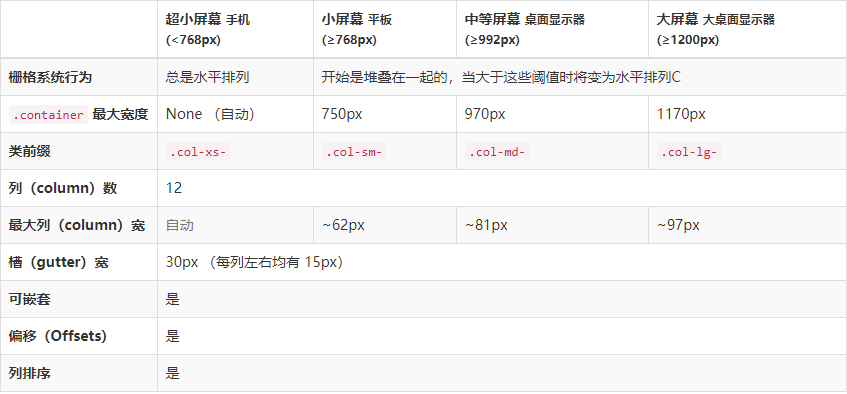 超小屏幕 手机 小屏幕 平板 中等屏幕 桌面显示器 大屏幕 大桌面显示器
(<768px) (≥768px) (≥992px) (≥1200px)
栅格系统行为 总是水平排列 开始是堆叠在一起的，当大于这些阈值时将变为水平排列C
.container 最大宽度 None （自动） 750px 970px 1170px
类前缀 .col-xs- .col-sm- .col-md- .col-lg-
列（column）数 12
最大列（column）宽 自动 ~62px ~81px ~97px
槽（gutter）宽 30px （每列左右均有 15px）
可嵌套 是
偏移（Offsets） 是
列排序 是